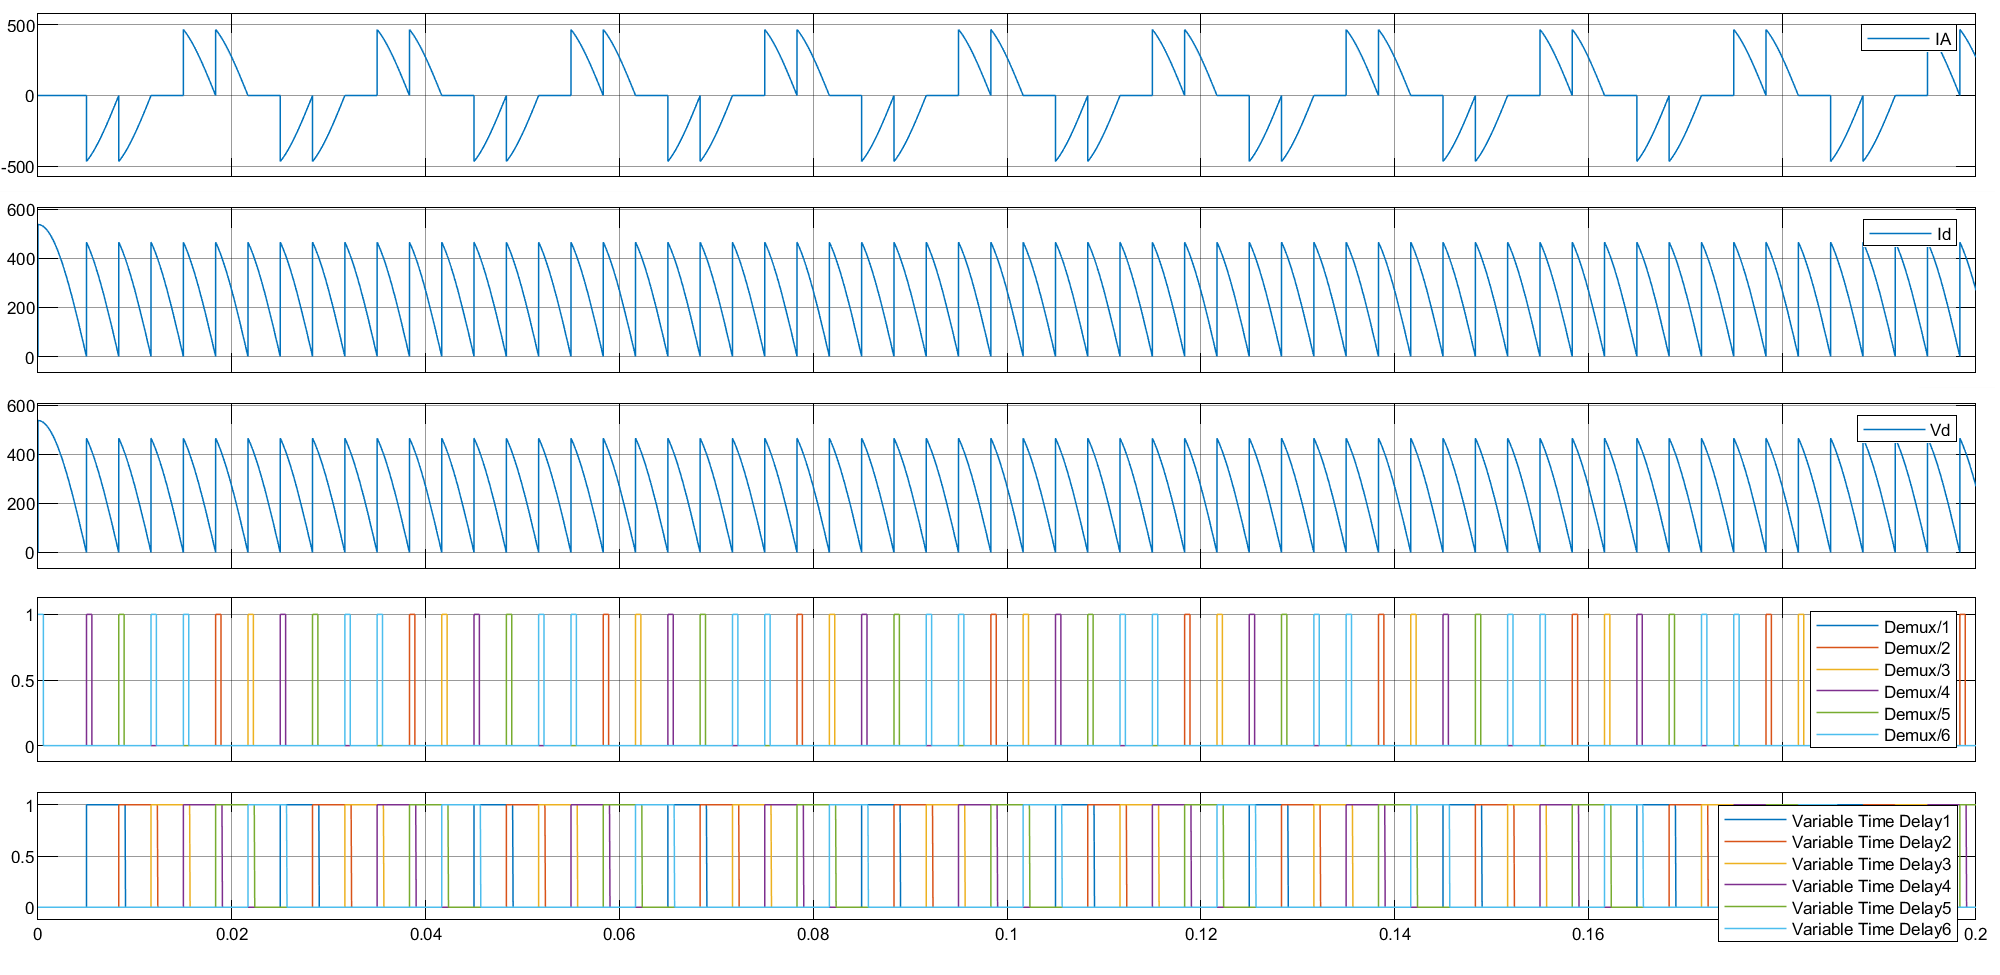 500
0
-500
IA
600
400
200
0
Id
600
400
200
0
Vd
1
0.5
0
Demux/1
Demux/2
Demux/3
Demux/4
Demux/5
Demux/6
1
0.5
0
Variable Time Delay1
Variable Time Delay2
Variable Time Delay3
Variable Time Delay4
Variable Time Delay5
Variable Time Delay6
0 0.02 0.04 0.06 0.08 0.1 0.12 0.14 0.16 0.2